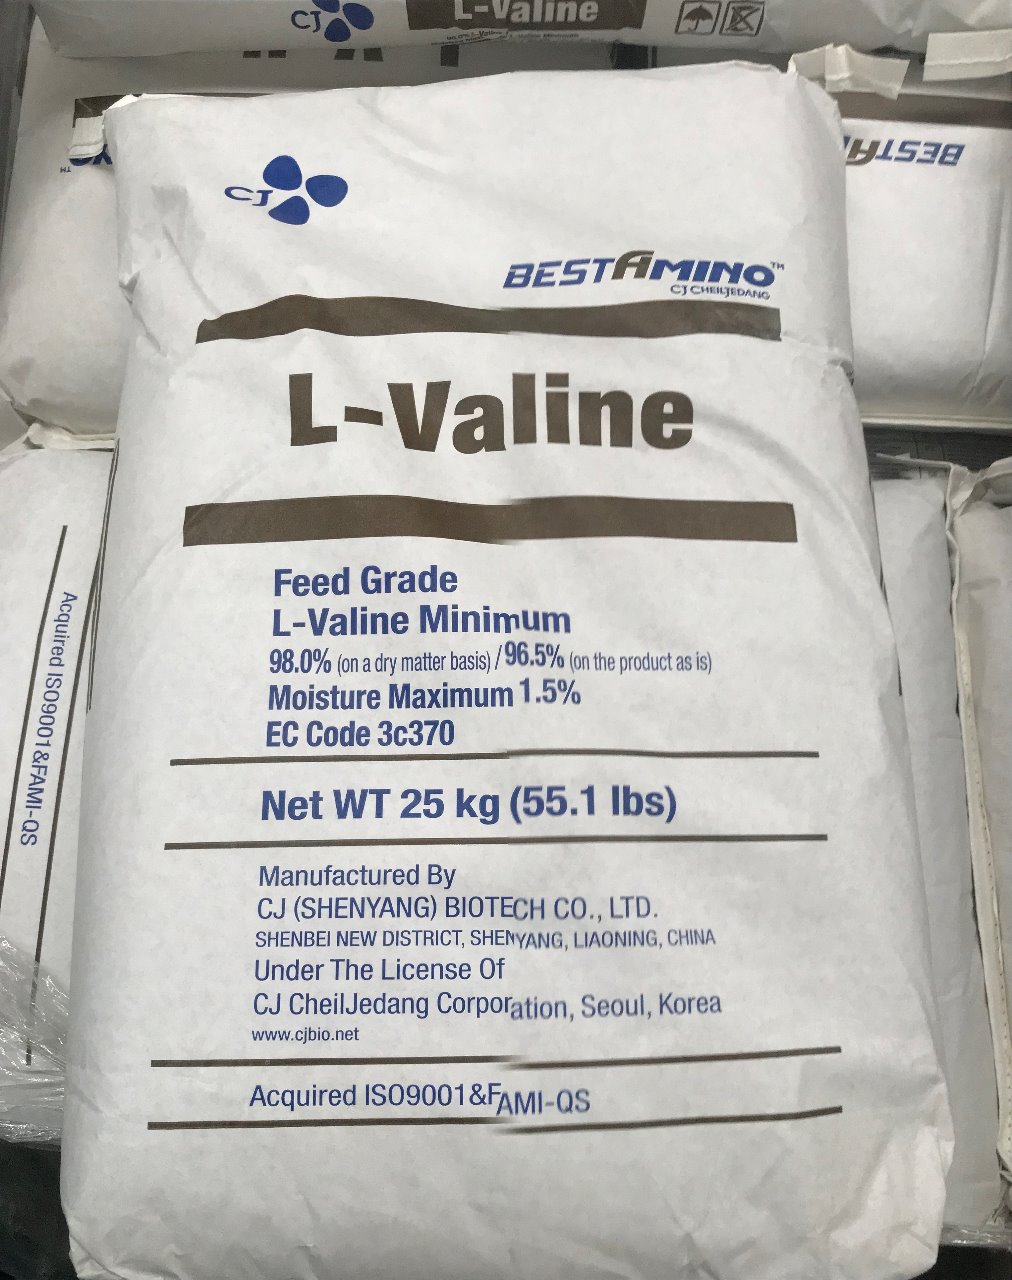 CJ
L-Valine
BESTAMINO
TM
CJ
BESTAMINO™
CJ CHEILJEDANG
L-Valine
Feed Grade
L-Valine Minimum
98.0% (on a dry matter basis) / 96.5% (on the product as is)
Moisture Maximum 1.5%
EC Code 3c370
Net WT 25 kg (55.1 lbs)
Manufactured By
CJ (SHENYANG) BIOTECH CO., LTD.
SHENBEI NEW DISTRICT, SHENYANG, LIAONING, CHINA
Under The License Of
CJ CheilJedang Corporation, Seoul, Korea
www.cjbio.net
Acquired ISO9001&FAMI-QS
Acquired ISO9001&FAMI-QS